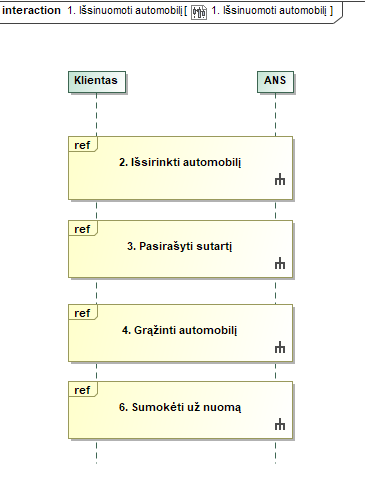 interaction 1. Išsinuomoti automobilį[ 1. Išsinuomoti automobilį ]
Klientas
ANS
ref
2. Išsirinkti automobilį
ref
3. Pasirašyti sutartį
ref
4. Grąžinti automobilį
ref
6. Sumokėti už nuomą